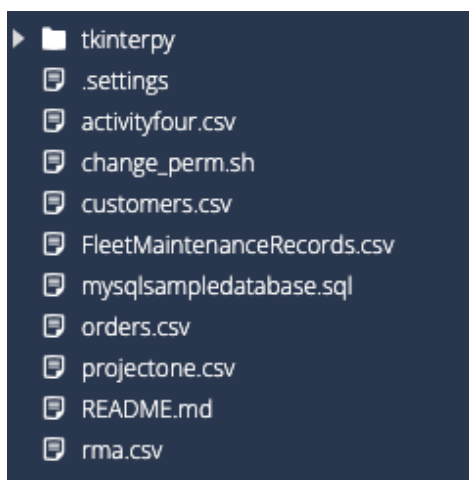 tkinterpy
.settings
activityfour.csv
change_perm.sh
customers.csv
FleetMaintenanceRecords.csv
mysqlsampledatabase.sql
orders.csv
projectone.csv
README.md
rma.csv